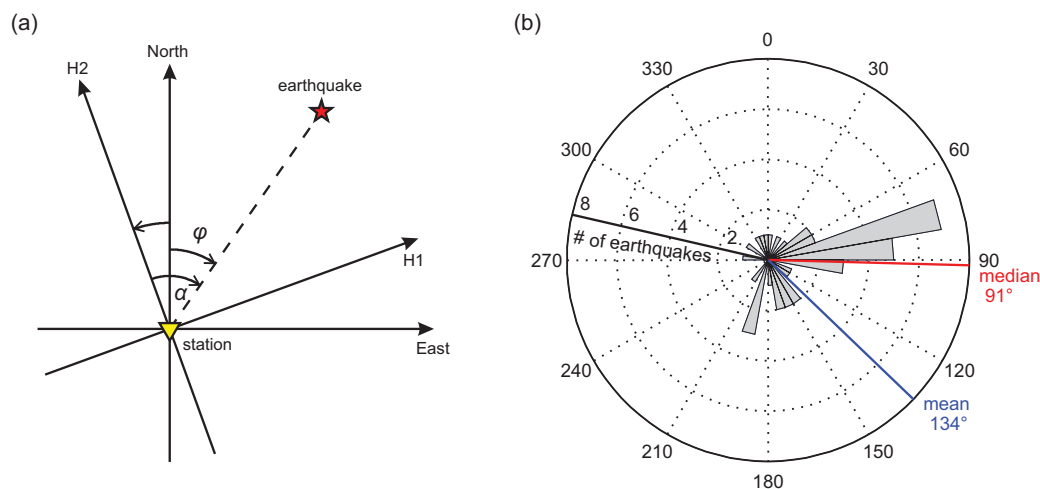 (a)
North
H2
earthquake
φ
α
H1
station
East
(b)
0
30
60
90
120
150
180
210
240
270
300
330
8
6
4
2
# of earthquakes
median
91°
mean
134°